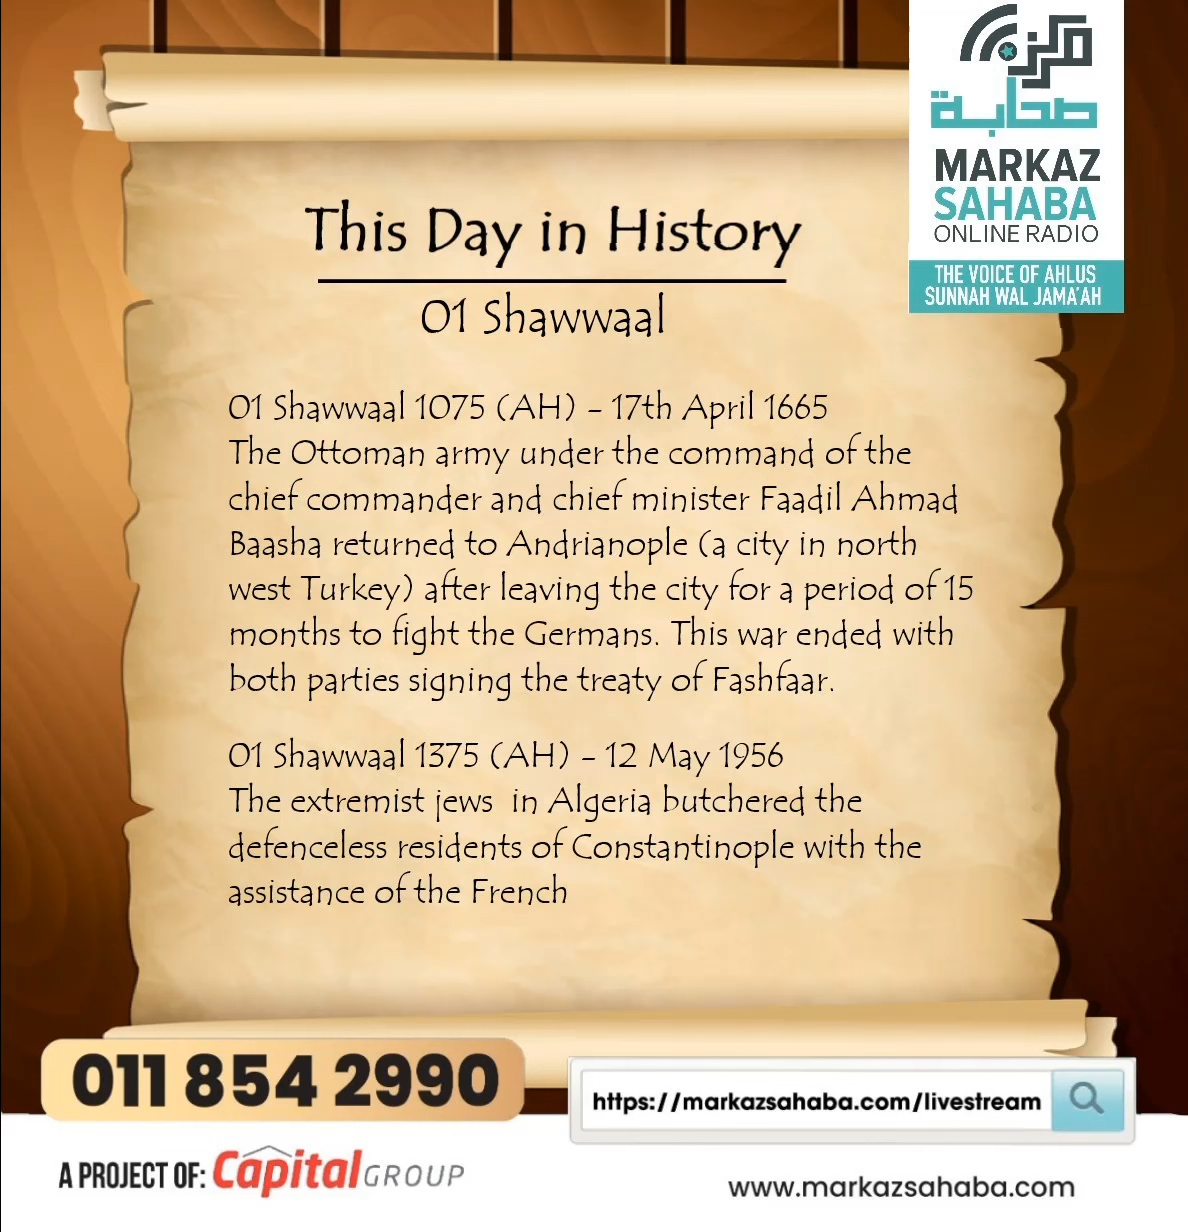 مركز
صحابة
MARKAZ
SAHABA
ONLINE RADIO
THE VOICE OF AHLUS
SUNNAH WAL JAMA'AH
This Day in History
01 Shawwaal
01 Shawwaal 1075 (AH) - 17th April 1665
The Ottoman army under the command of the
chief commander and chief minister Faadil Ahmad
Baasha returned to Andrianople (a city in north
west Turkey) after leaving the city for a period of 15
months to fight the Germans. This war ended with
both parties signing the treaty of Fashfaar.
01 Shawwaal 1375 (AH) - 12 May 1956
The extremist jews in Algeria butchered the
defenceless residents of Constantinople with the
assistance of the French
011 854 2990
https://markazsahaba.com/livestream
A PROJECT OF: Capital GROUP
www.markazsahaba.com